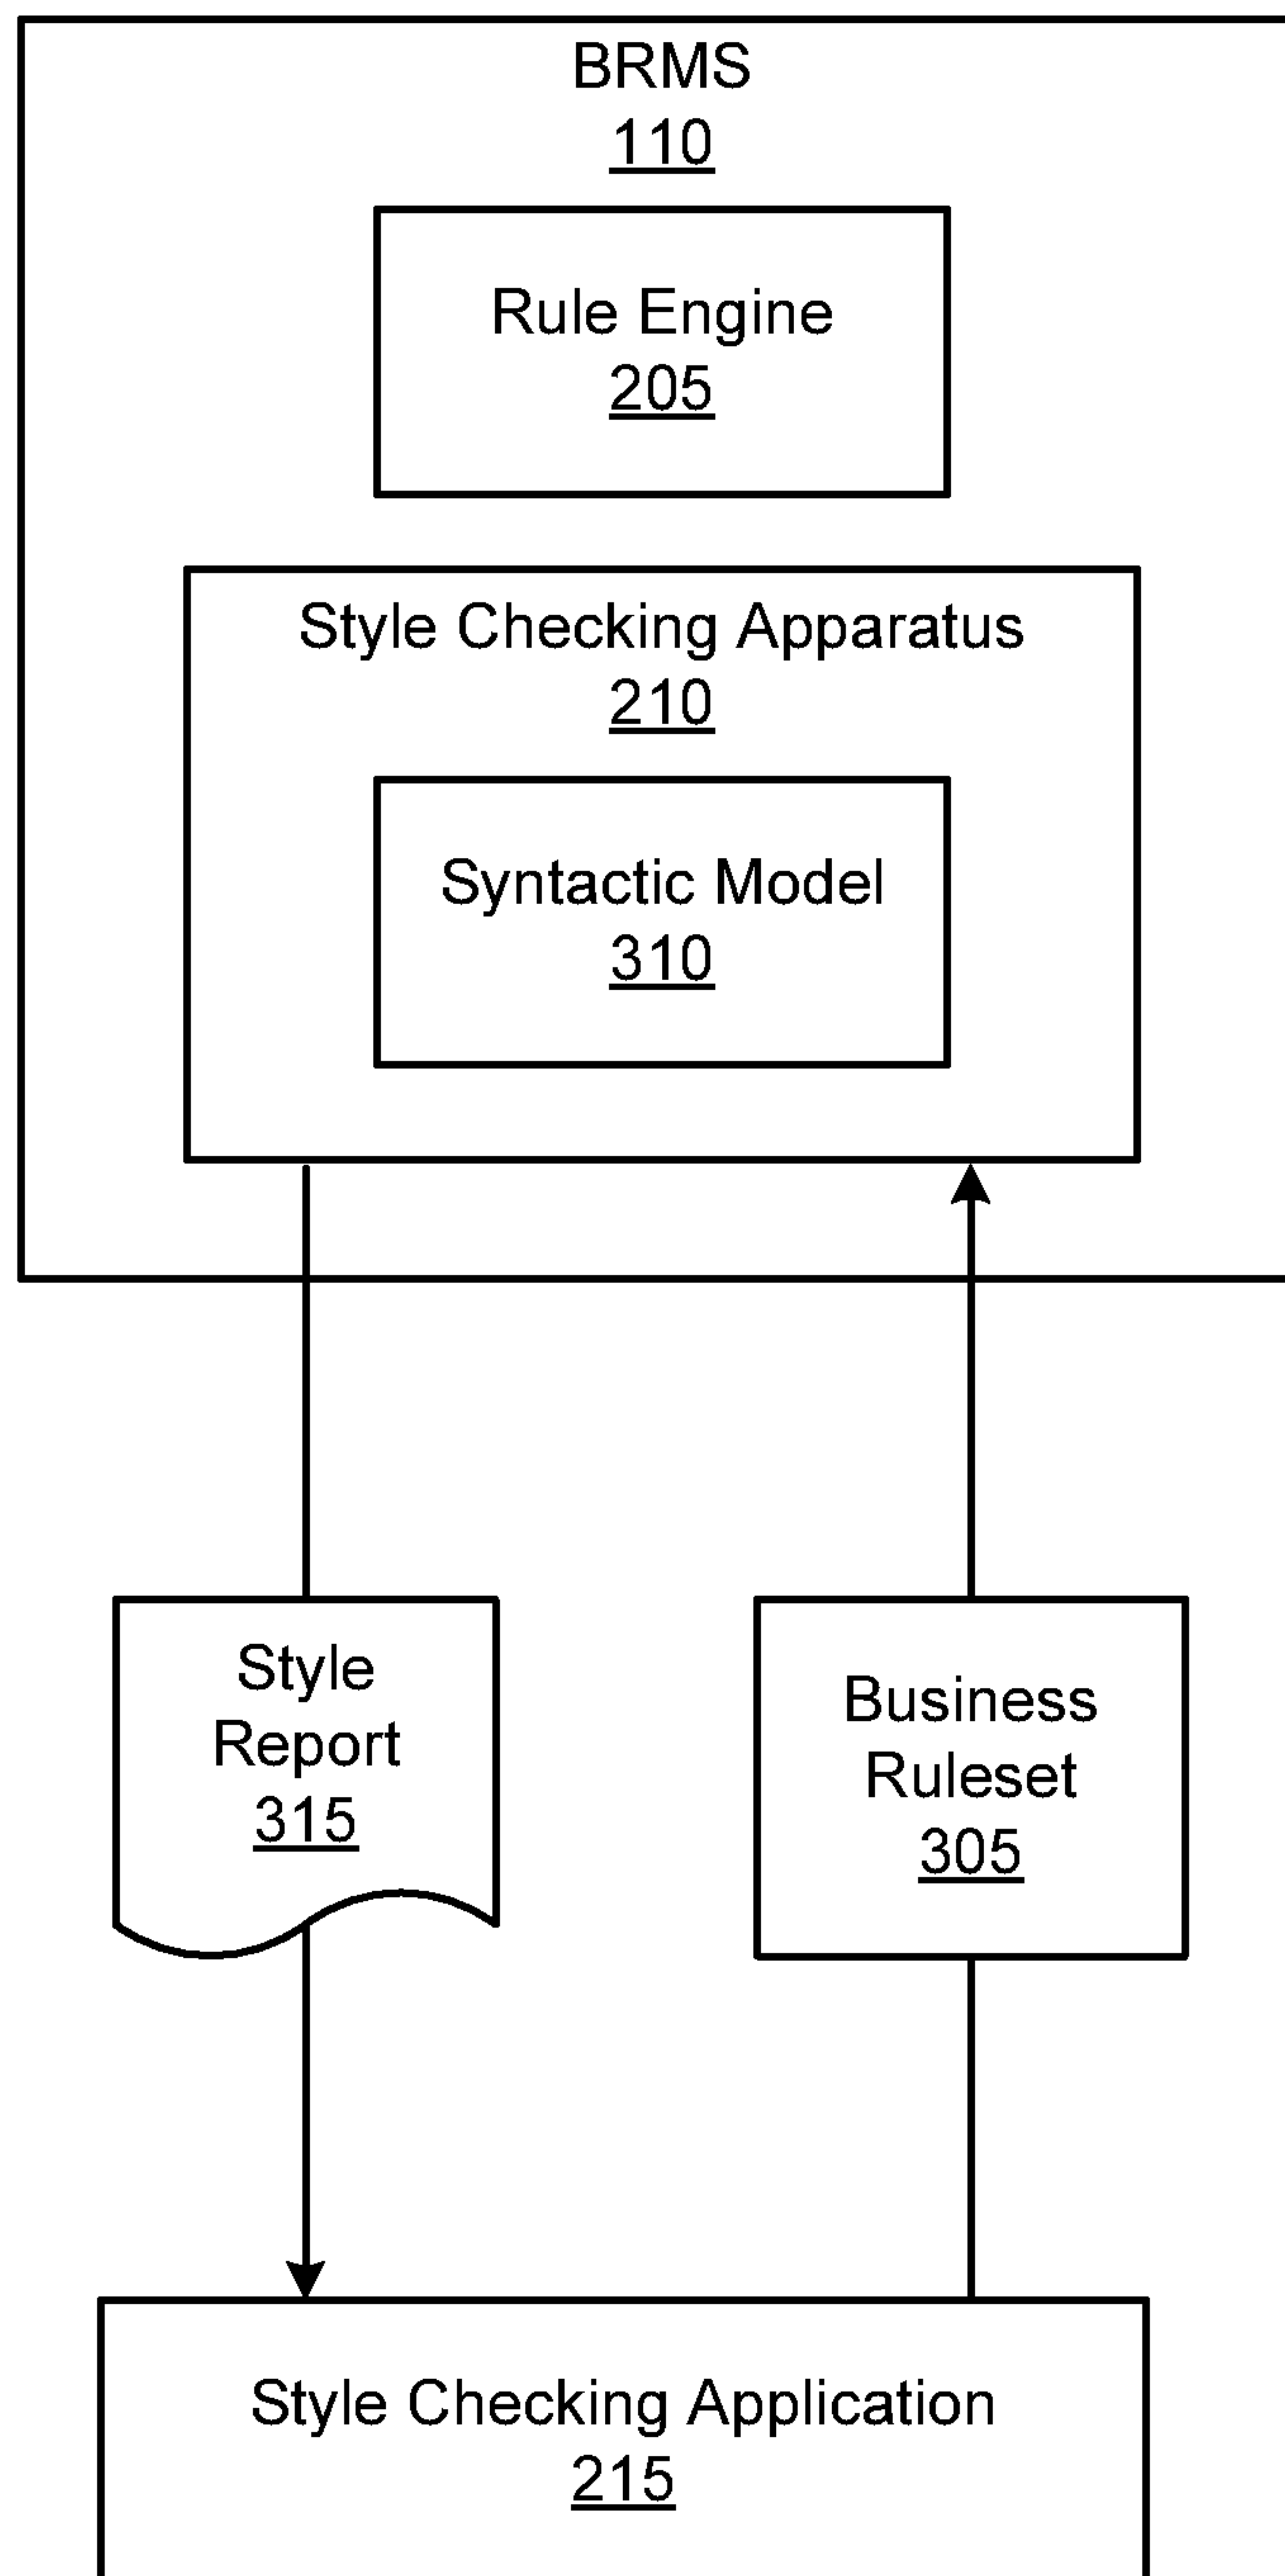 BRMS
110
Rule Engine
205
Style Checking Apparatus
210
Syntactic Model
310
Style
Report
315
Business
Ruleset
305
Style Checking Application
215